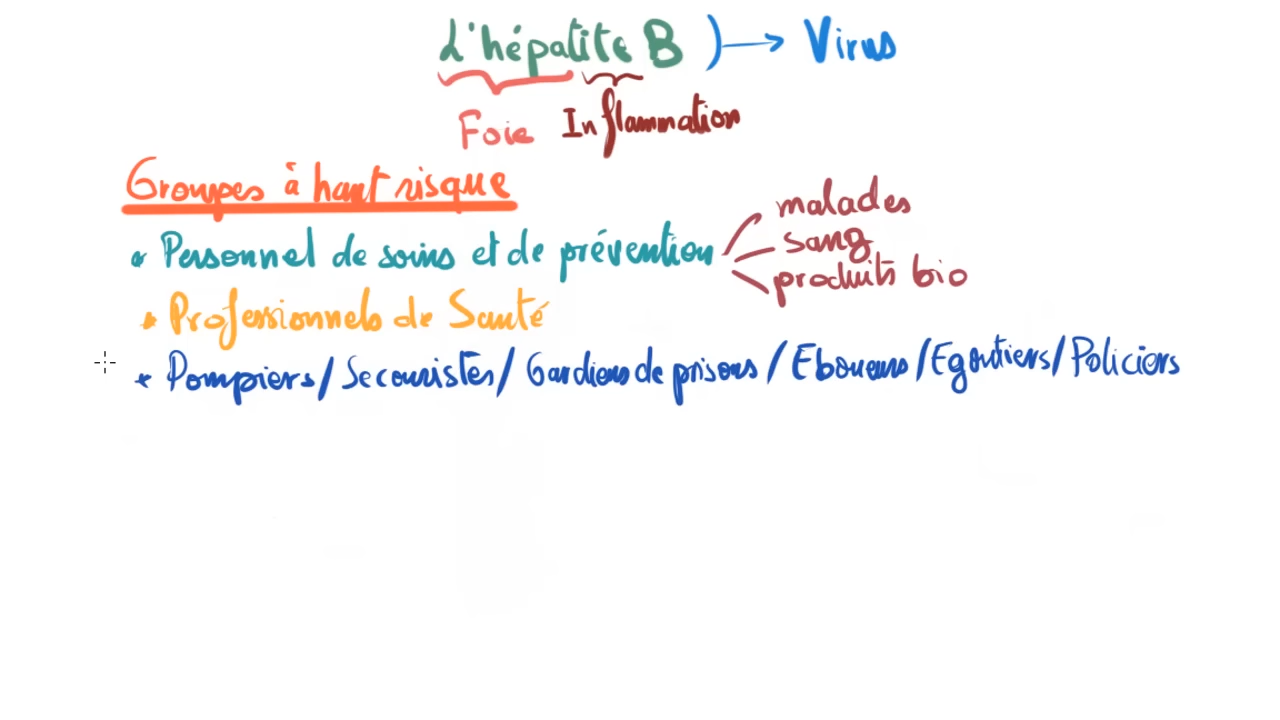 L'hépatite B ) → Virus
Foie Inflammation
Groupes à haut risque
malades
* Personnel de soins et de prévention sang
produits bio
* Professionnels de Santé
* Pompiers / Secouristes / Gardiens de prisons / Eboueurs / Egoutiers / Policiers